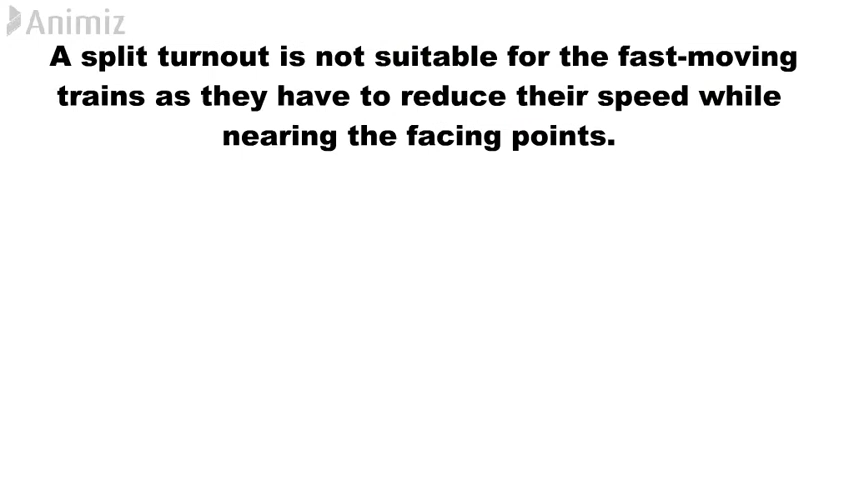 Animiz
A split turnout is not suitable for the fast-moving
trains as they have to reduce their speed while
nearing the facing points.